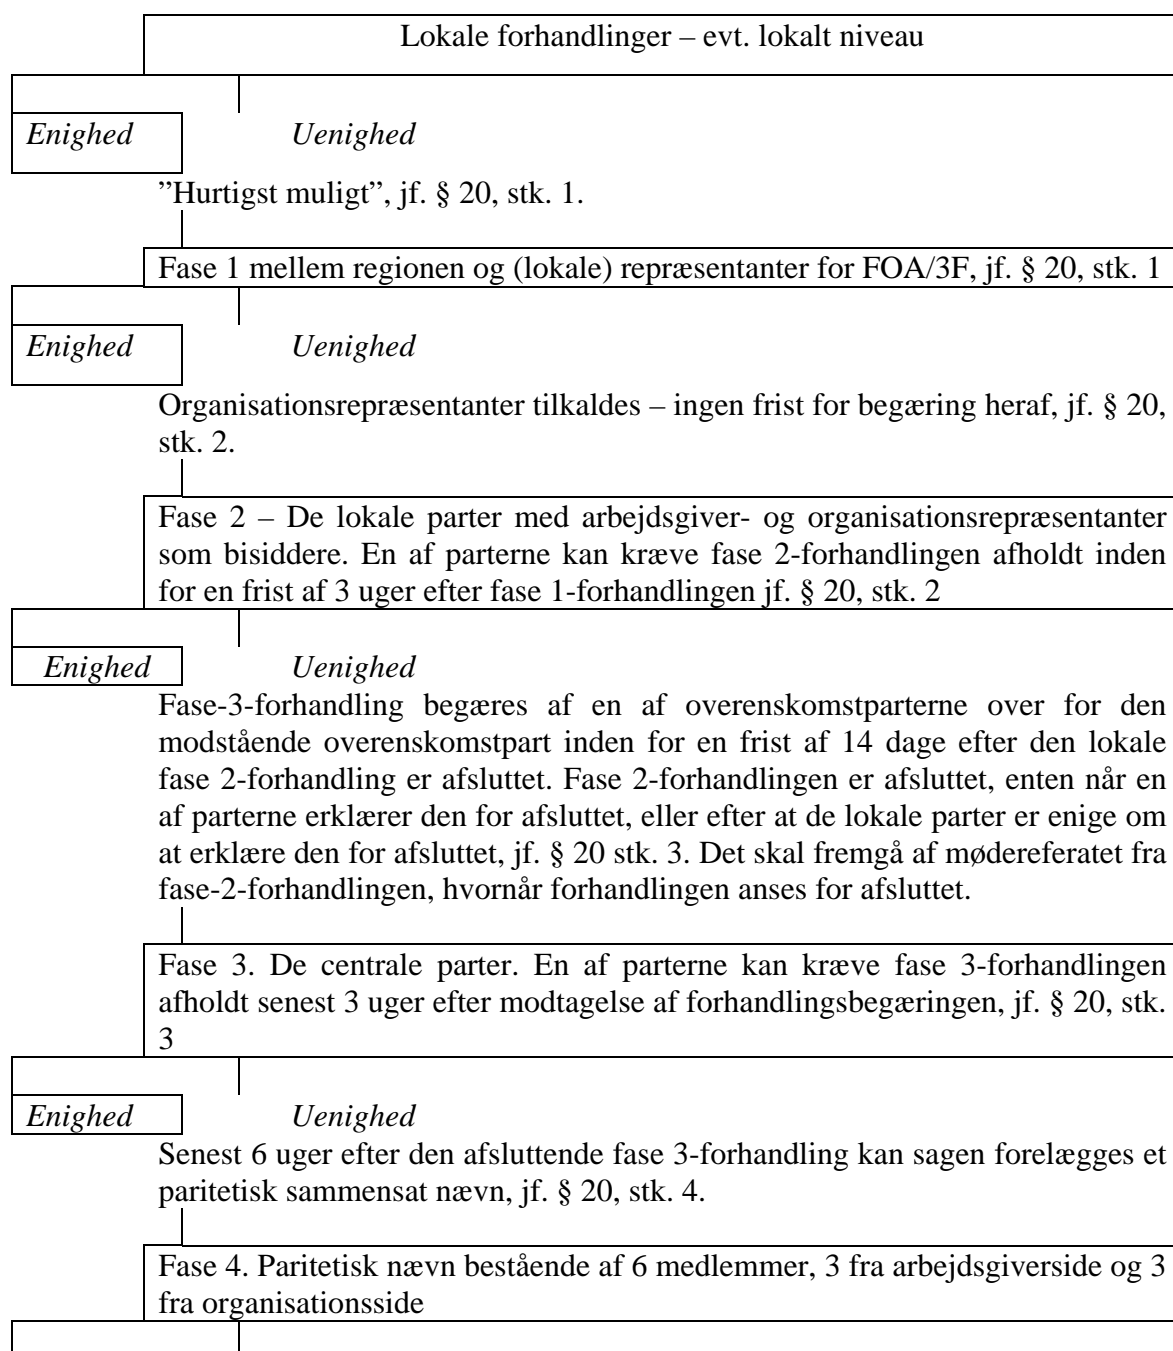 Lokale forhandlinger – evt. lokalt niveau
Enighed Uenighed
”Hurtigst muligt”, jf. § 20, stk. 1.
Fase 1 mellem regionen og (lokale) repræsentanter for FOA/3F, jf. § 20, stk. 1
Enighed Uenighed
Organisationsrepræsentanter tilkaldes – ingen frist for begæring heraf, jf. § 20,
stk. 2.
Fase 2 – De lokale parter med arbejdsgiver- og organisationsrepræsentanter
som bisiddere. En af parterne kan kræve fase 2-forhandlingen afholdt inden
for en frist af 3 uger efter fase 1-forhandlingen jf. § 20, stk. 2
Enighed Uenighed
Fase-3-forhandling begæres af en af overenskomstparterne over for den
modstående overenskomstpart inden for en frist af 14 dage efter den lokale
fase 2-forhandling er afsluttet. Fase 2-forhandlingen er afsluttet, enten når en
af parterne erklærer den for afsluttet, eller efter at de lokale parter er enige om
at erklære den for afsluttet, jf. § 20 stk. 3. Det skal fremgå af mødereferatet fra
fase-2-forhandlingen, hvornår forhandlingen anses for afsluttet.
Fase 3. De centrale parter. En af parterne kan kræve fase 3-forhandlingen
afholdt senest 3 uger efter modtagelse af forhandlingsbegæringen, jf. § 20, stk.
3
Enighed Uenighed
Senest 6 uger efter den afsluttende fase 3-forhandling kan sagen forelægges et
paritetisk sammensat nævn, jf. § 20, stk. 4.
Fase 4. Paritetisk nævn bestående af 6 medlemmer, 3 fra arbejdsgiverside og 3
fra organisationsside